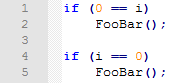 1 if (0 == i)
2     FooBar();
3
4 if (i == 0)
5     FooBar();